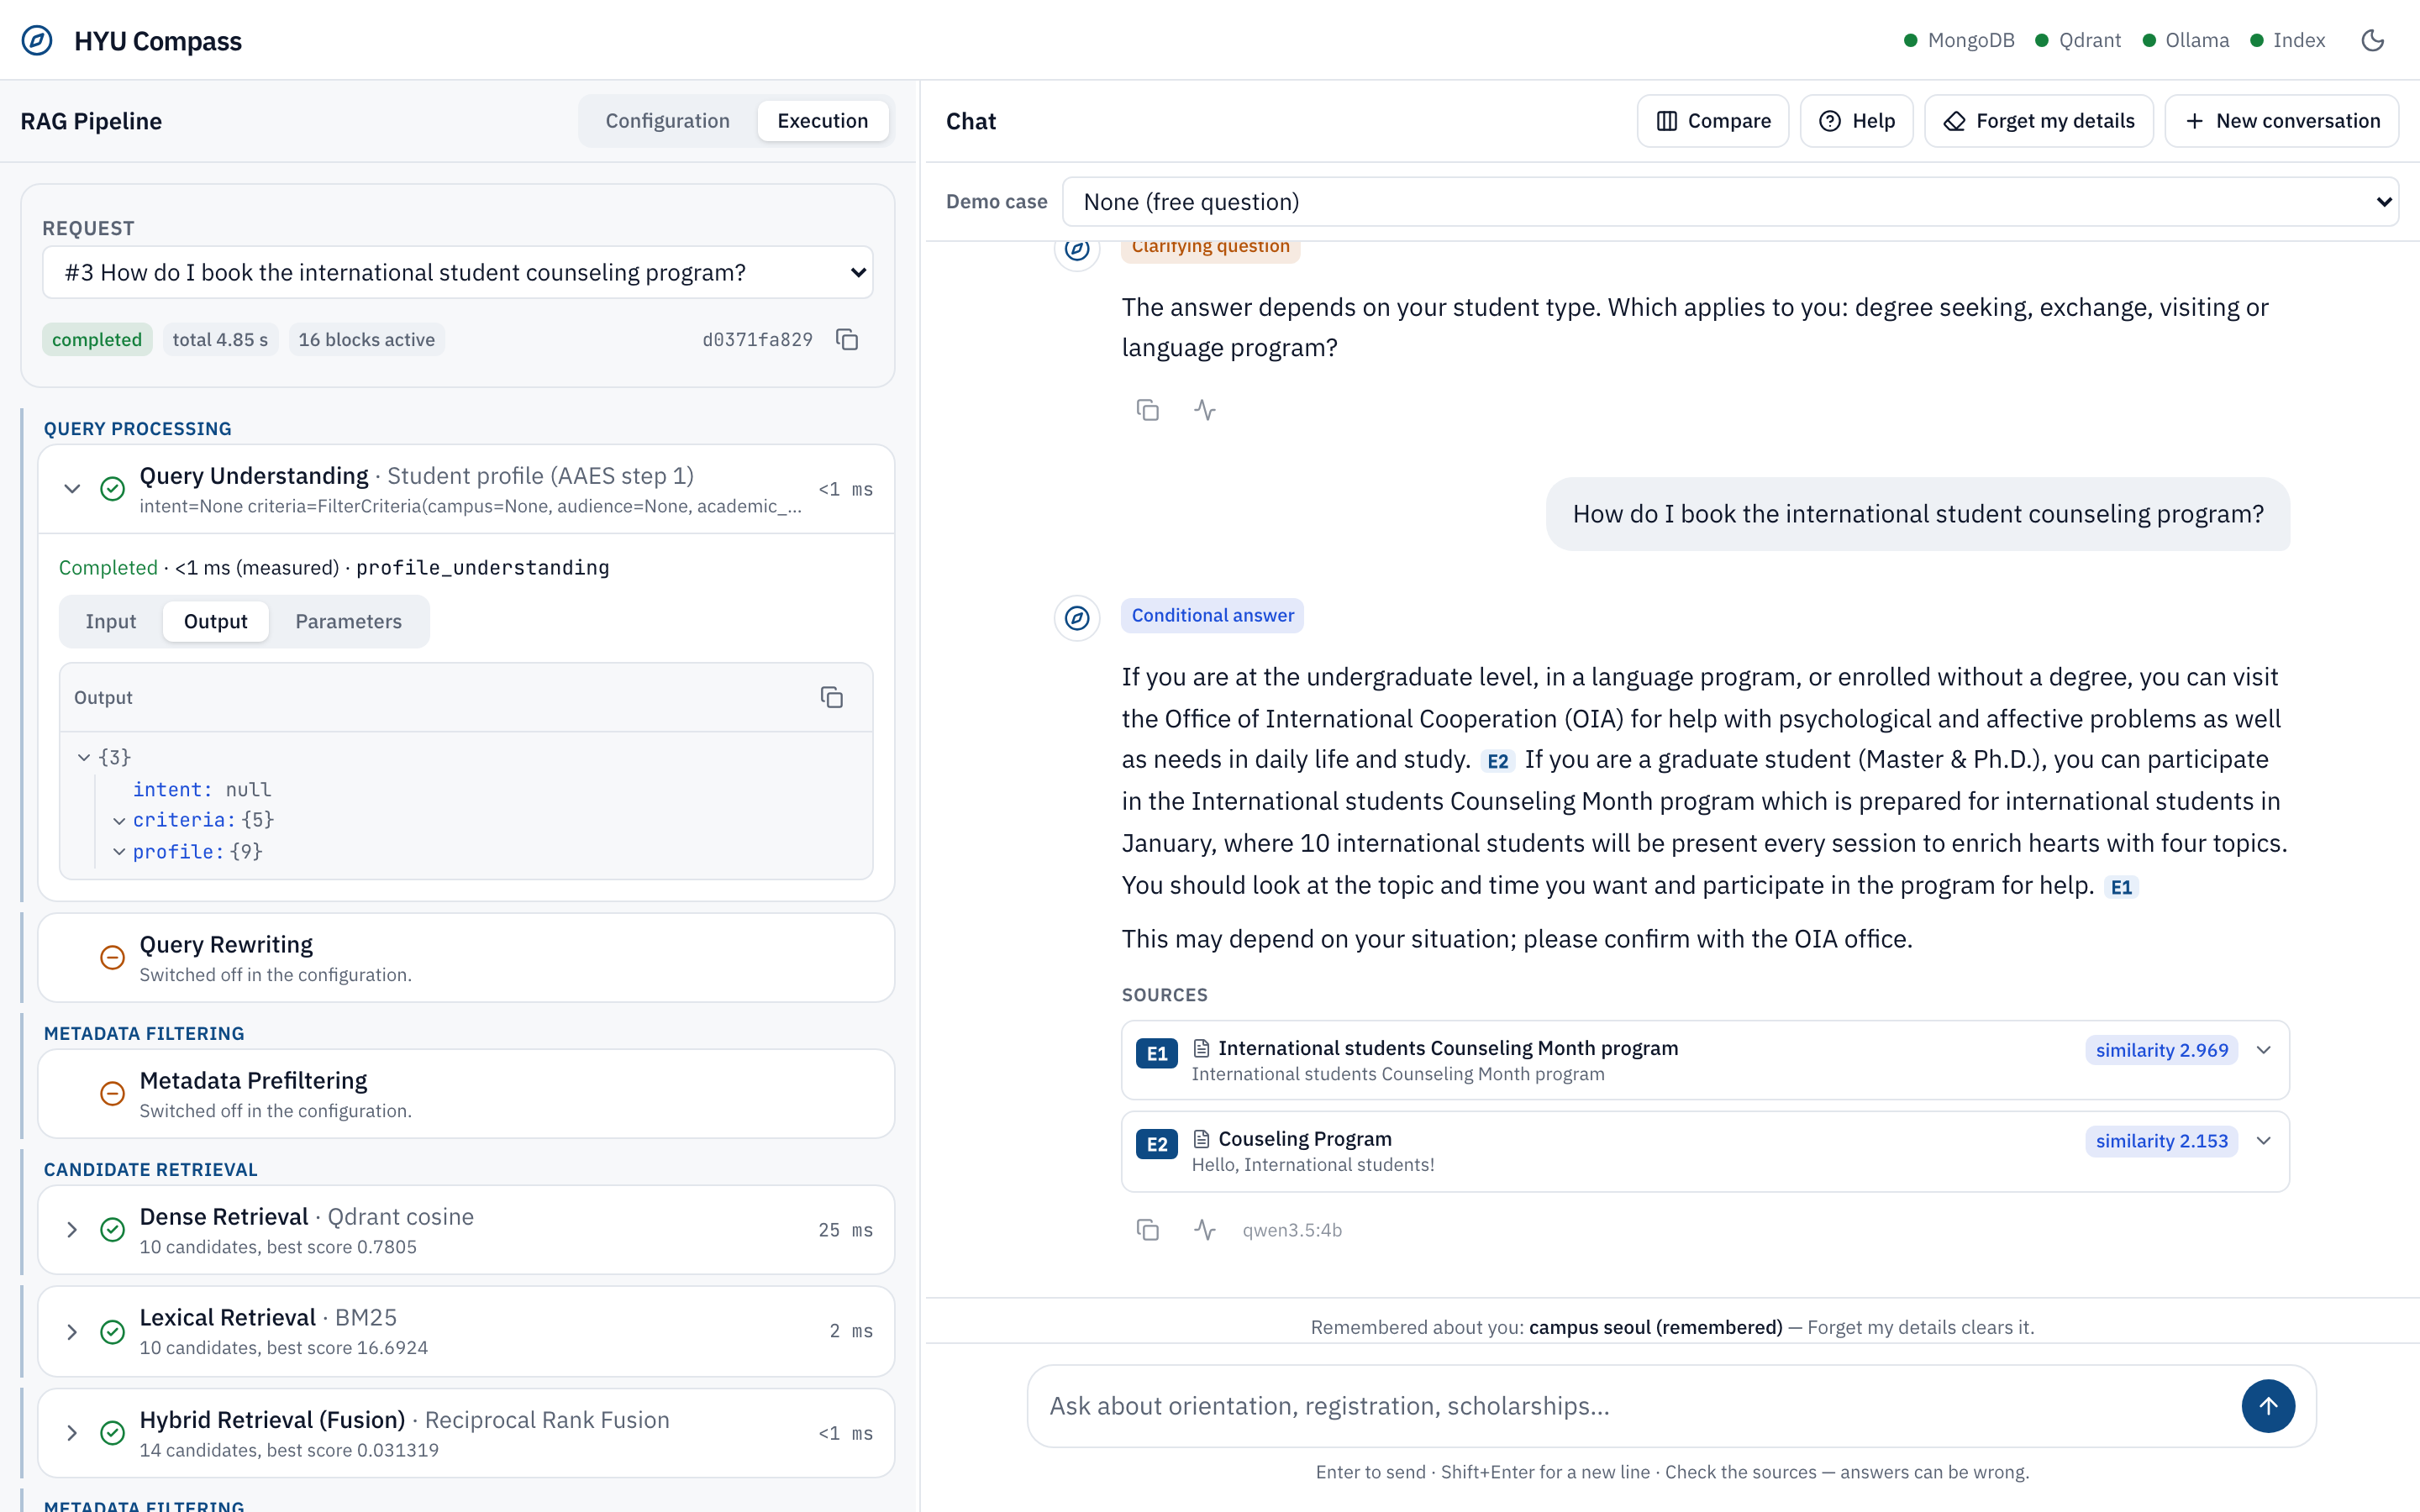 HYU Compass
MongoDB
Qdrant
Ollama
Index
RAG Pipeline
Configuration
Execution
REQUEST
#3 How do I book the international student counseling program?
completed
total 4.85 s
16 blocks active
d0371fa829
QUERY PROCESSING
Query Understanding · Student profile (AAES step 1)
intent=None criteria=FilterCriteria(campus=None, audience=None, academic_...
<1 ms
Completed · <1 ms (measured) · profile_understanding
Input
Output
Parameters
Output
{3}
intent: null
criteria: {5}
profile: {9}
Query Rewriting
Switched off in the configuration.
METADATA FILTERING
Metadata Prefiltering
Switched off in the configuration.
CANDIDATE RETRIEVAL
Dense Retrieval · Qdrant cosine
10 candidates, best score 0.7805
25 ms
Lexical Retrieval · BM25
10 candidates, best score 16.6924
2 ms
Hybrid Retrieval (Fusion) · Reciprocal Rank Fusion
14 candidates, best score 0.031319
<1 ms
METADATA FILTERING
Chat
Compare
Help
Forget my details
New conversation
Demo case
None (free question)
Clarifying question
The answer depends on your student type. Which applies to you: degree seeking, exchange, visiting or
language program?
How do I book the international student counseling program?
Conditional answer
If you are at the undergraduate level, in a language program, or enrolled without a degree, you can visit
the Office of International Cooperation (OIA) for help with psychological and affective problems as well
as needs in daily life and study. E2 If you are a graduate student (Master & Ph.D.), you can participate
in the International students Counseling Month program which is prepared for international students in
January, where 10 international students will be present every session to enrich hearts with four topics.
You should look at the topic and time you want and participate in the program for help. E1
This may depend on your situation; please confirm with the OIA office.
SOURCES
E1
International students Counseling Month program
International students Counseling Month program
similarity 2.969
E2
Couseling Program
Hello, International students!
similarity 2.153
qwen3.5:4b
Remembered about you: campus seoul (remembered) — Forget my details clears it.
Ask about orientation, registration, scholarships...
Enter to send · Shift+Enter for a new line · Check the sources — answers can be wrong.